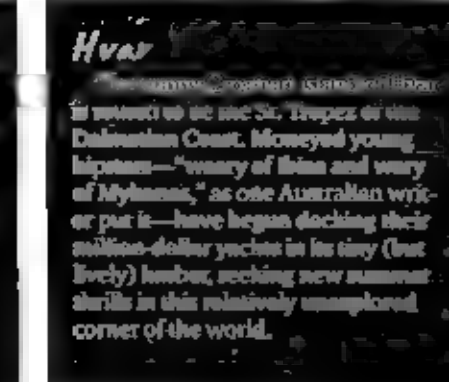 Hvar
is to be the St. Tropez of the
Dalmatian Coast. Moneyed young
hipsters—"weary of Ibiza and wary
of Mykonos," as one Australian writ-
er put it—have begun docking their
million-dollar yachts in its tiny (but
lively) harbor, seeking new summer
thrills in this relatively unexplored
corner of the world.